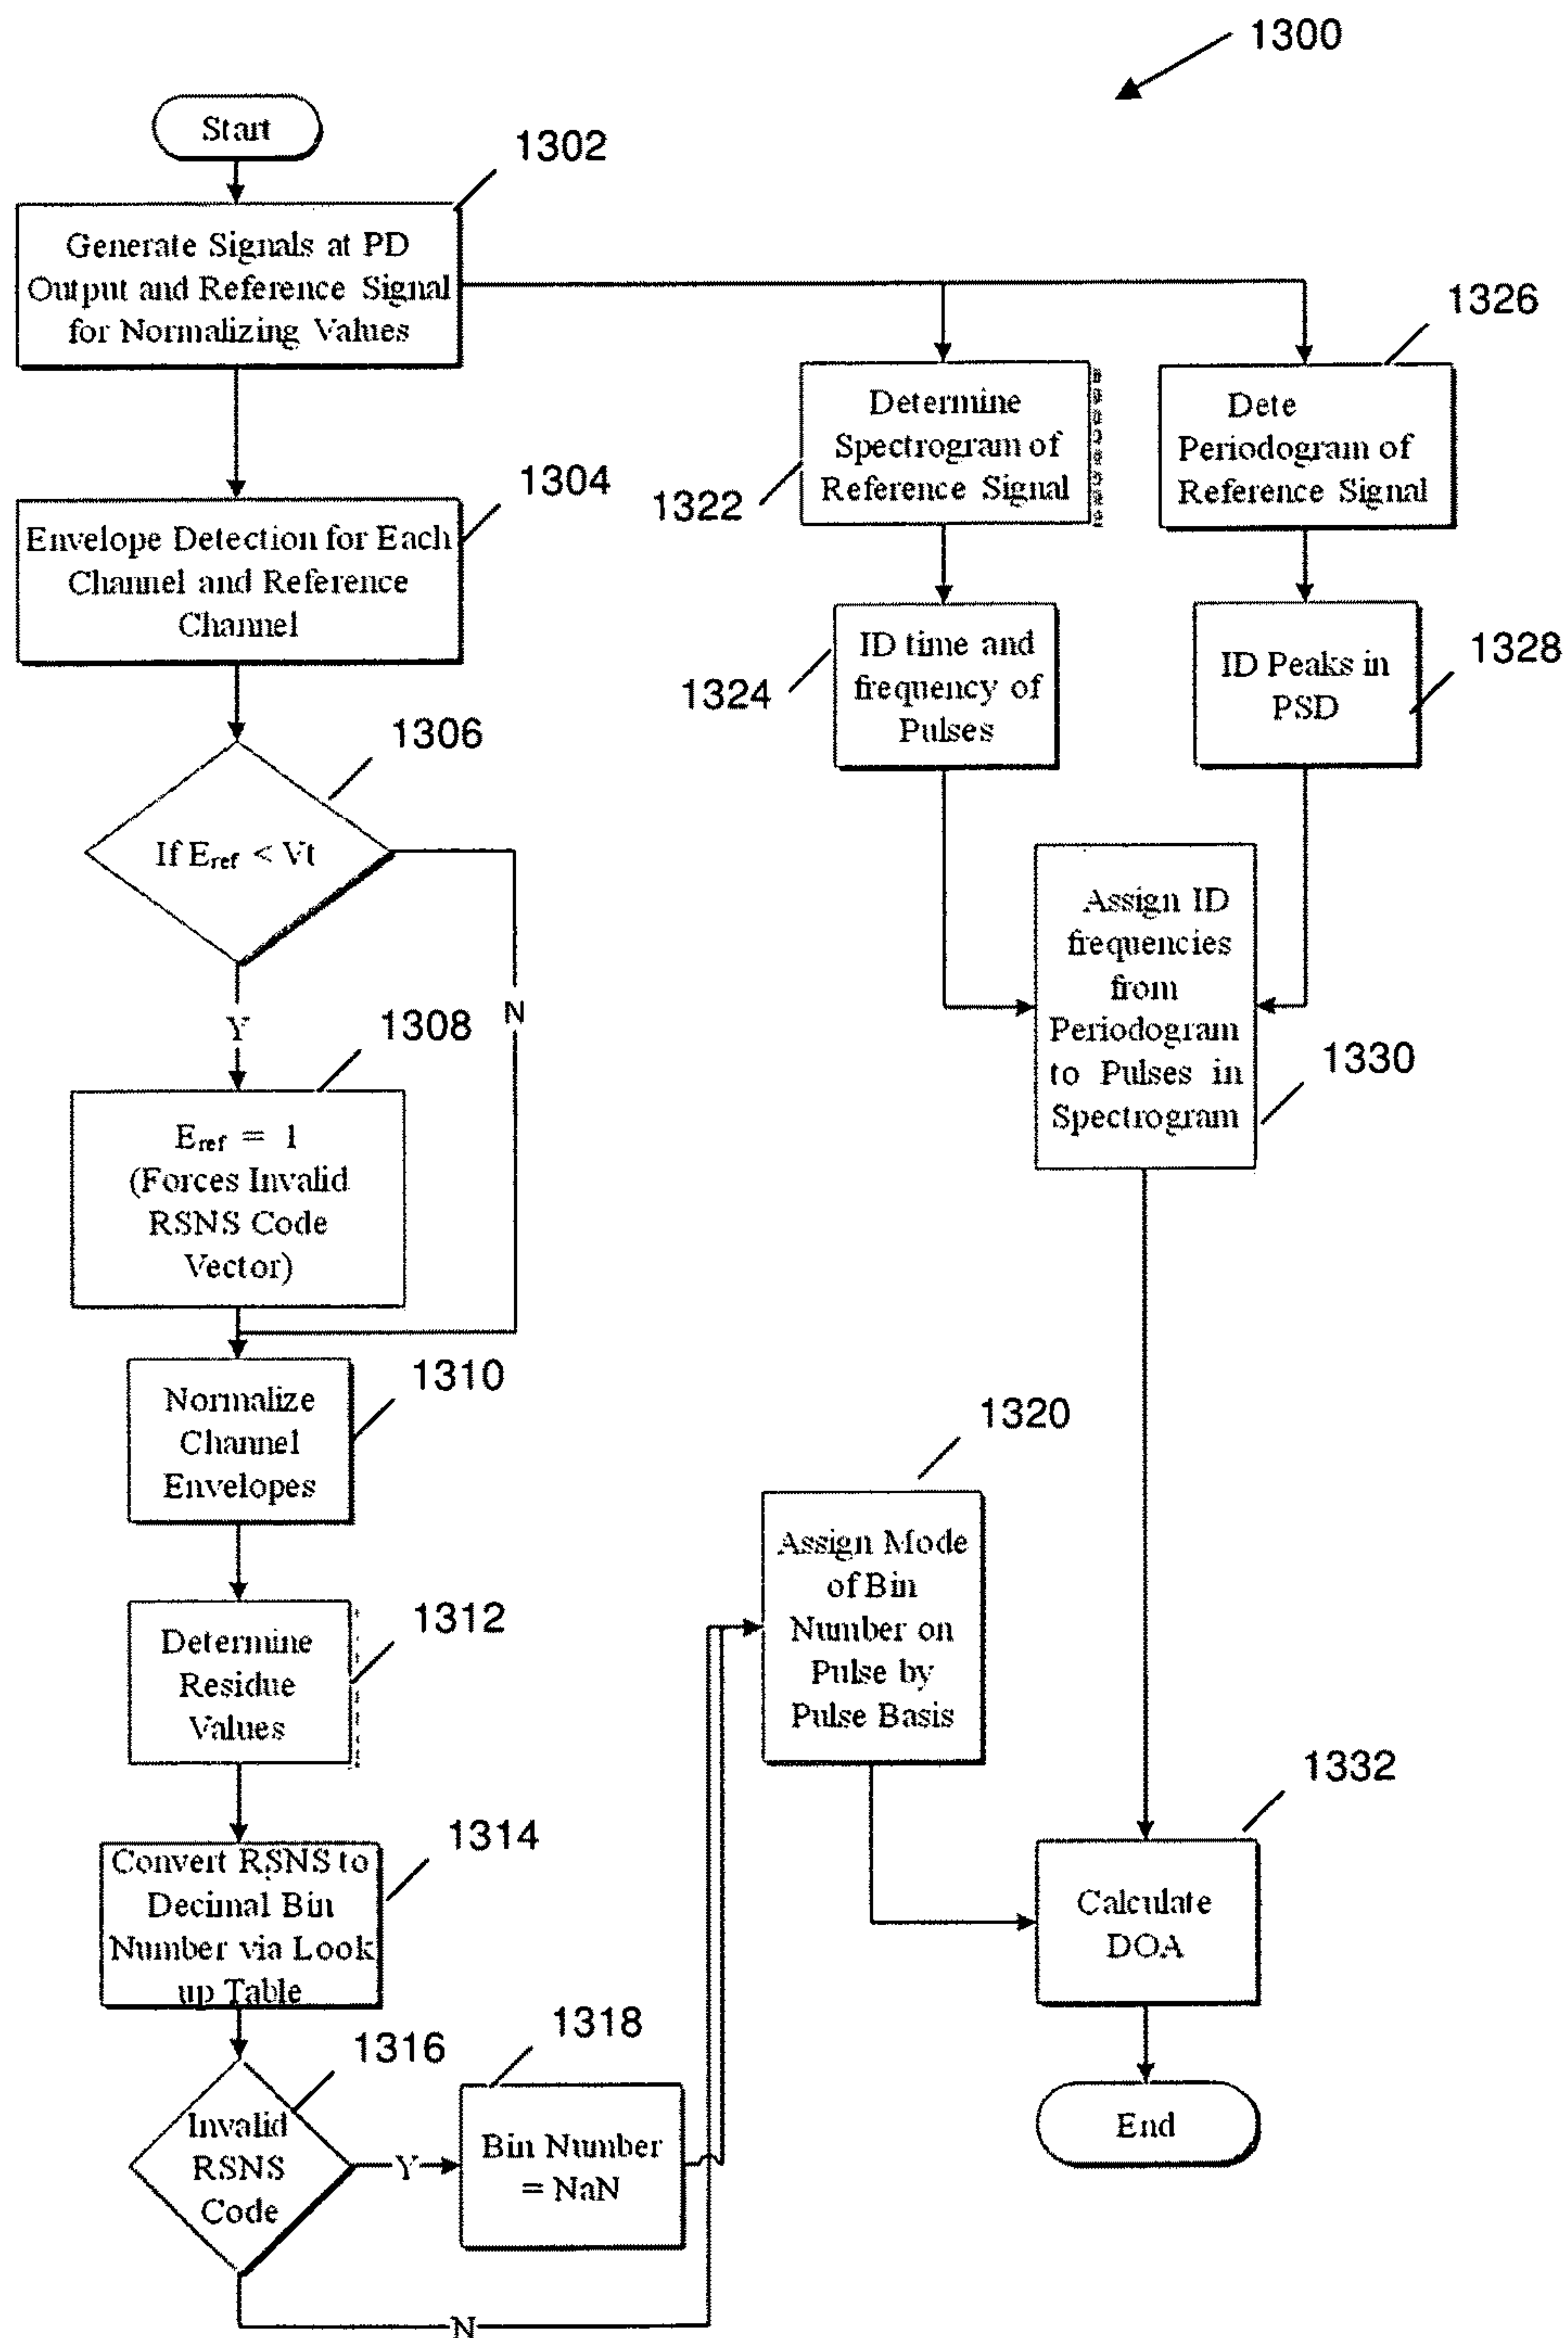 1300
Start
1302
Generate Signals at PD
Output and Reference Signal
for Normalizing Values
1304
Envelope Detection for Each
Channel and Reference
Channel
1306
If Eref < Vt
Y
N
1308
Eref = 1
(Forces Invalid
RSNS Code
Vector)
1310
Normalize
Channel
Envelopes
1312
Determine
Residue
Values
1314
Convert RSNS to
Decimal Bin
Number via Look
up Table
1316
Invalid
RSNS
Code
Y
N
1318
Bin Number
= NaN
1320
Assign Mode
of Bin
Number on
Pulse by
Pulse Basis
1322
Determine
Spectrogram of
Reference Signal
1324
ID time and
frequency of
Pulses
1326
Dete
Periodogram of
Reference Signal
1328
ID Peaks in
PSD
1330
Assign ID
frequencies
from
Periodogram
to Pulses in
Spectrogram
1332
Calculate
DOA
End